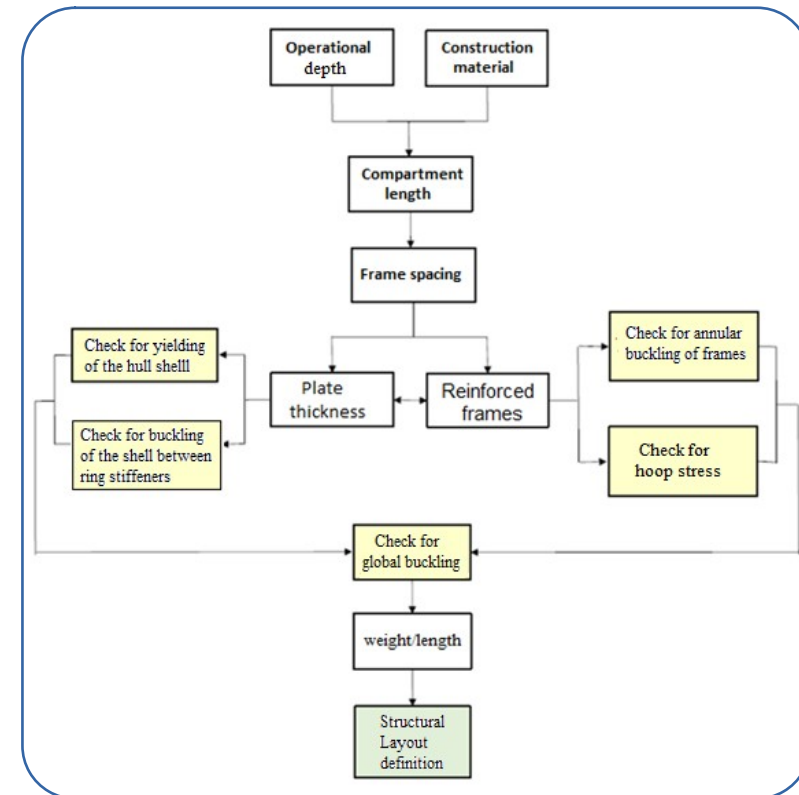 Operational
depth
Construction
material
Compartment
length
Frame spacing
Check for yielding
of the hull shelll
Check for buckling
of the shell between
ring stiffeners
Plate
thickness
Reinforced
frames
Check for annular
buckling of frames
Check for
hoop stress
Check for
global buckling
weight/length
Structural
Layout
definition